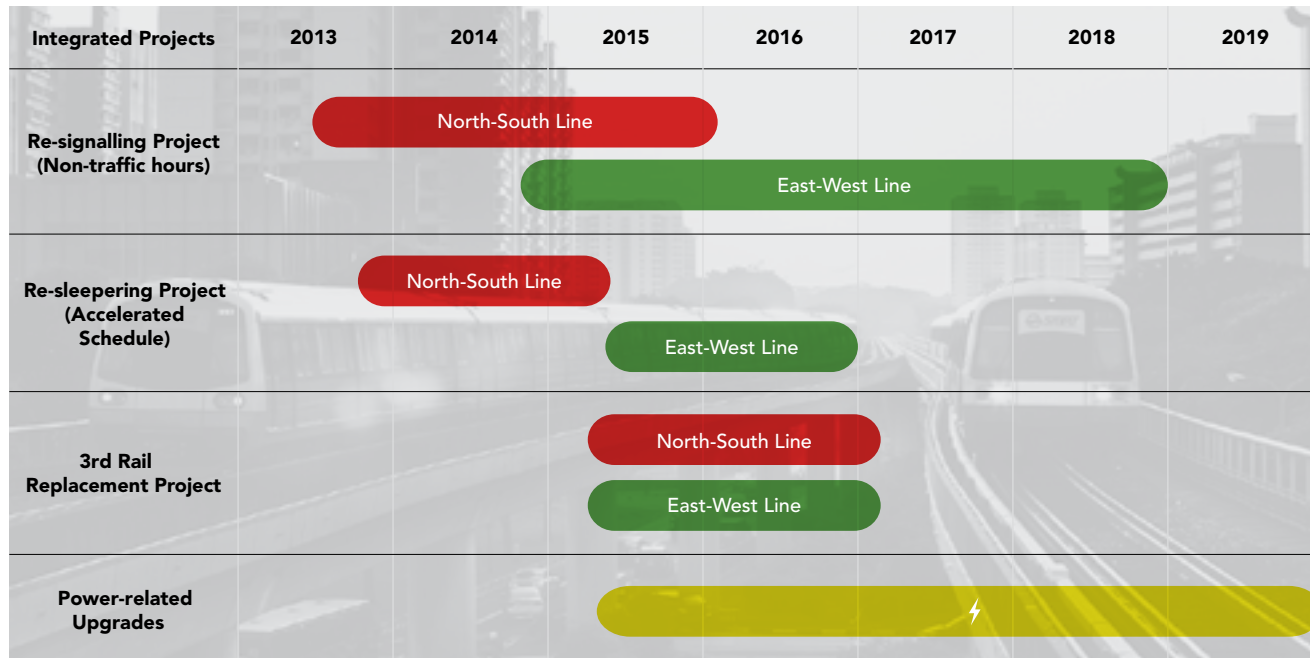 Integrated Projects 2013 2014 2015 2016 2017 2018 2019
Re-signalling Project
(Non-traffic hours)
North-South Line
East-West Line
Re-sleepering Project
(Accelerated
Schedule)
North-South Line
East-West Line
3rd Rail
Replacement Project
North-South Line
East-West Line
Power-related
Upgrades